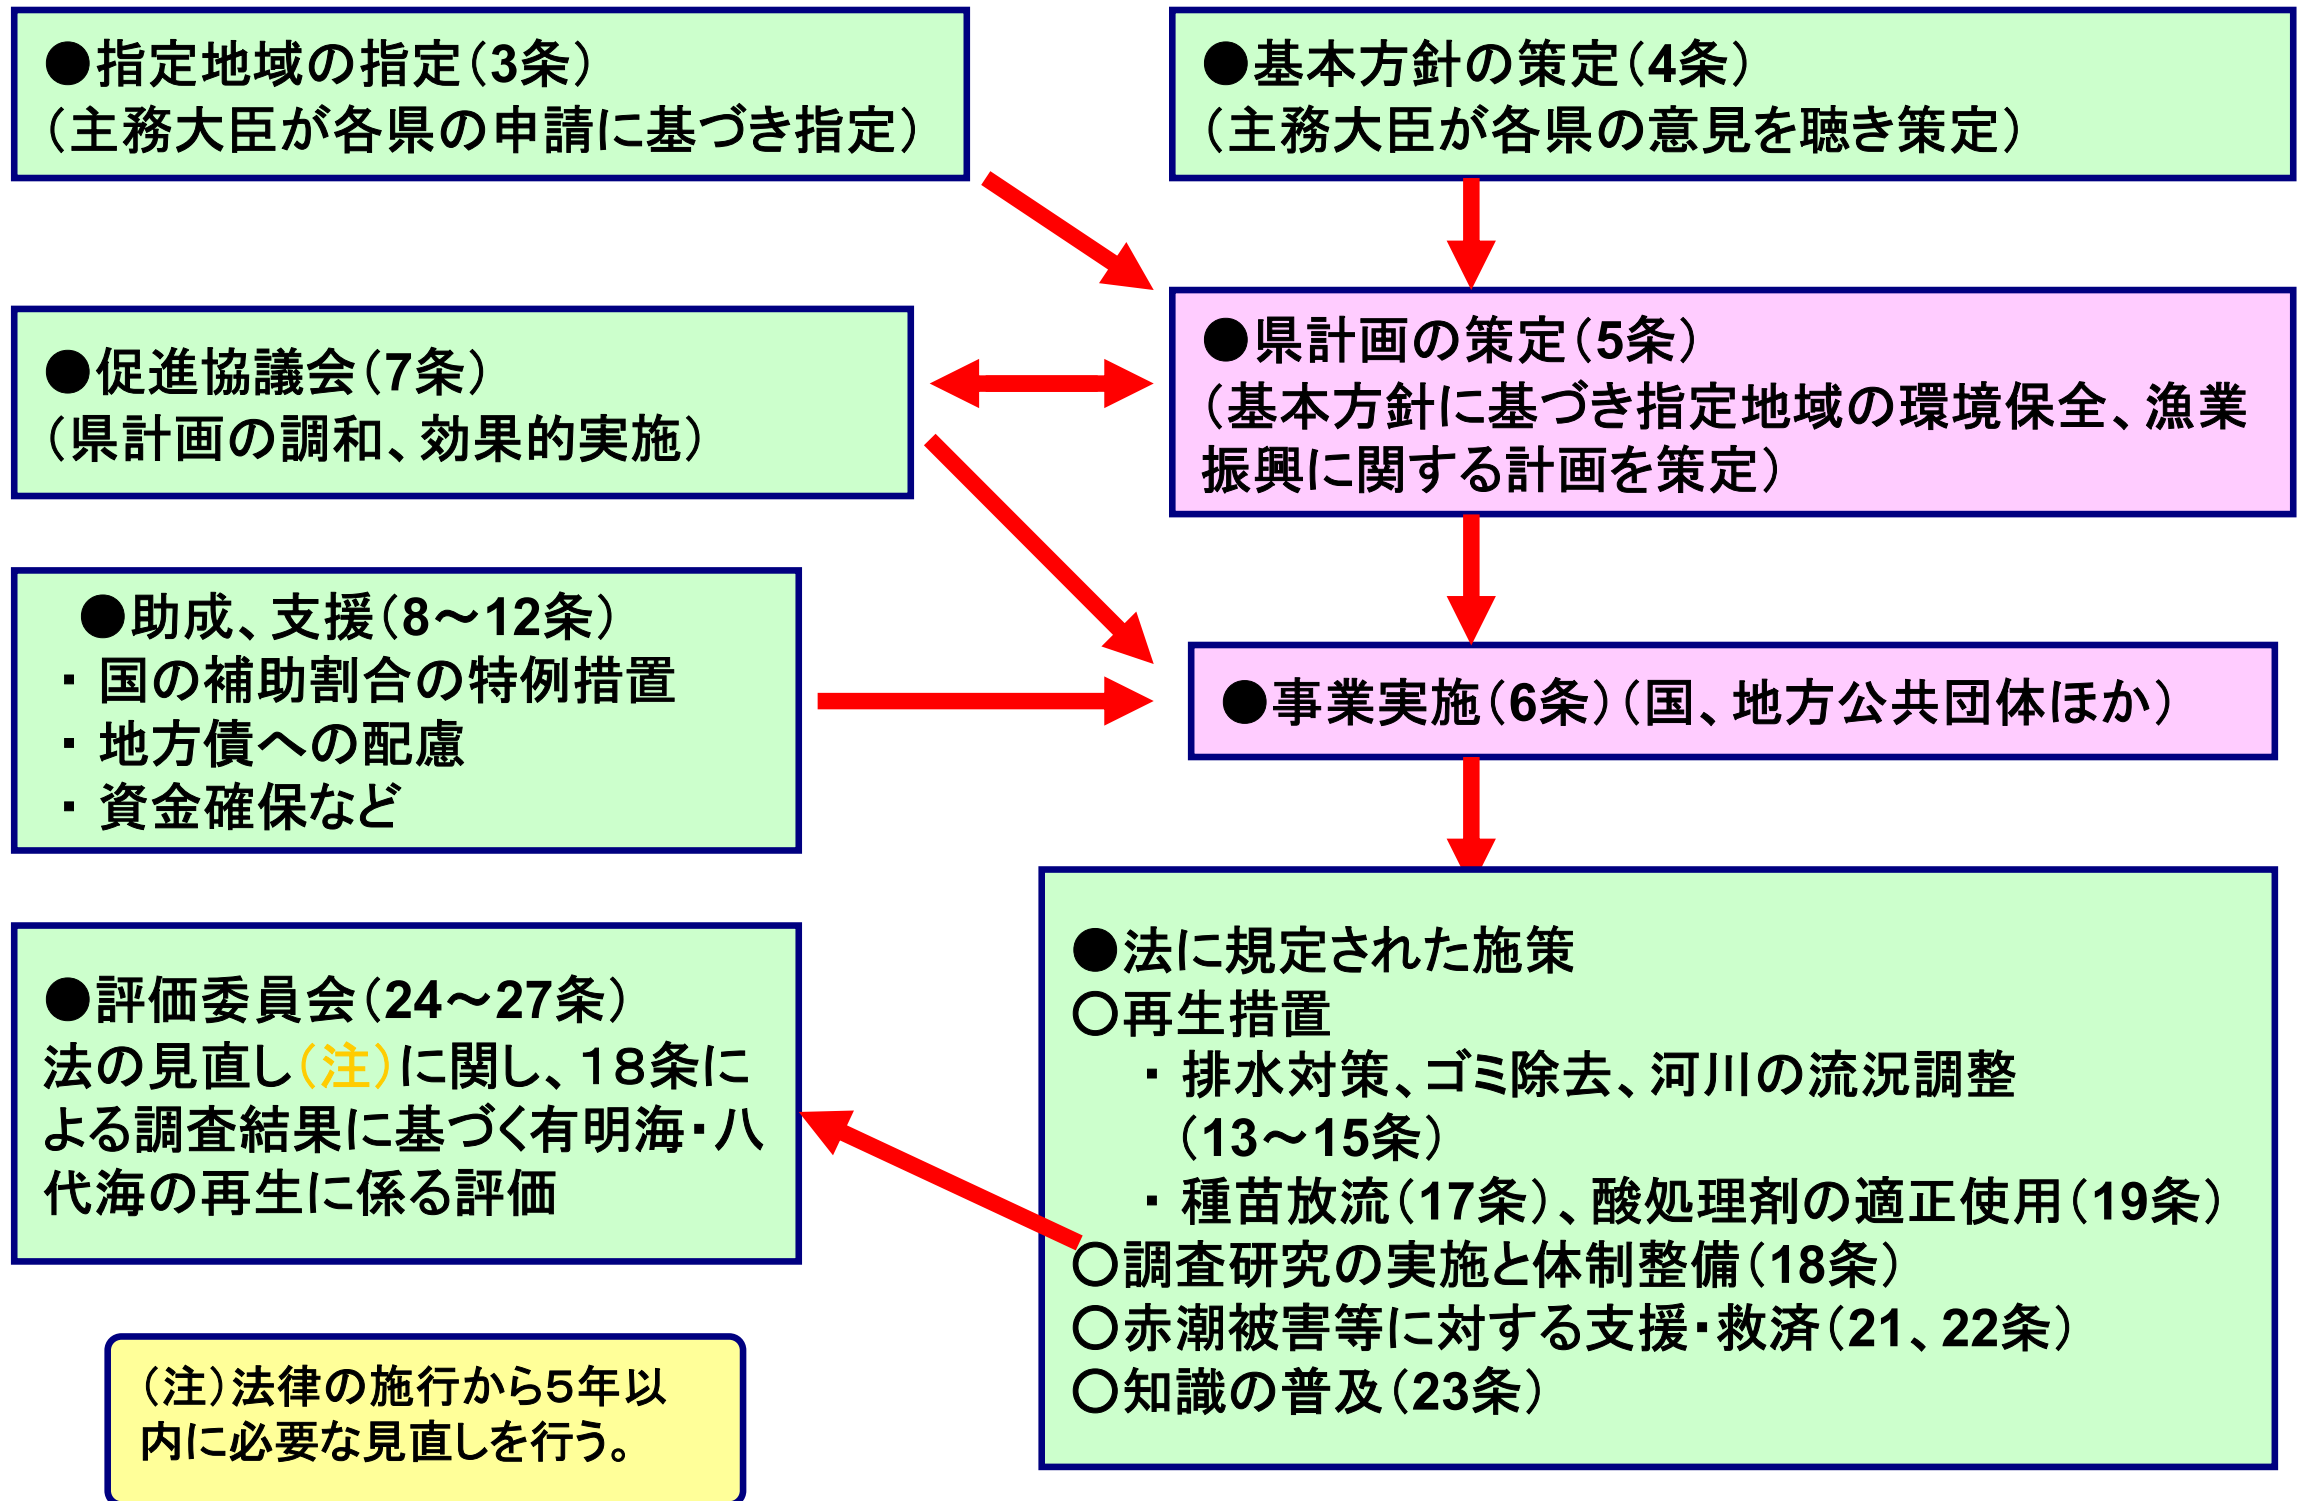 ●指定地域の指定（3条）
（主務大臣が各県の申請に基づき指定）
●基本方針の策定（4条）
（主務大臣が各県の意見を聴き策定）
●促進協議会（7条）
（県計画の調和、効果的実施）
●県計画の策定（5条）
（基本方針に基づき指定地域の環境保全、漁業
振興に関する計画を策定）
●助成、支援（8～12条）
・ 国の補助割合の特例措置
・ 地方債への配慮
・ 資金確保など
●事業実施（6条）（国、地方公共団体ほか）
●評価委員会（24～27条）
法の見直し（注）に関し、１８条に
よる調査結果に基づく有明海・八
代海の再生に係る評価
●法に規定された施策
○再生措置
・ 排水対策、ゴミ除去、河川の流況調整
（13～15条）
・ 種苗放流（17条）、酸処理剤の適正使用（19条）
○調査研究の実施と体制整備（18条）
○赤潮被害等に対する支援・救済（21、22条）
○知識の普及（23条）
（注）法律の施行から５年以
内に必要な見直しを行う。